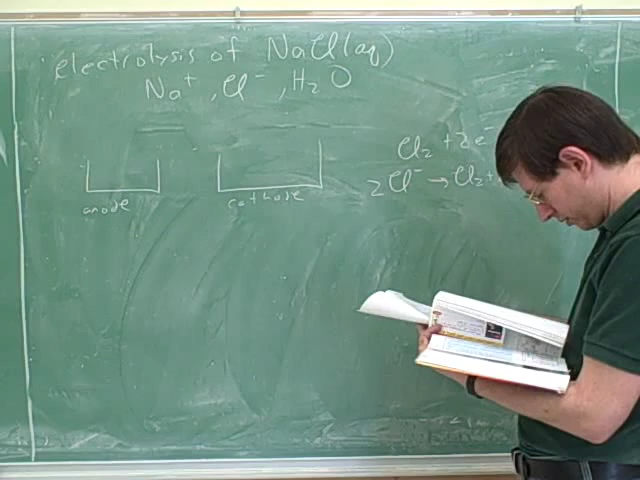 electrolysis of NaCl(aq)
Na⁺, Cl⁻, H₂O
Cl₂ + 2e⁻
2Cl⁻ → Cl₂ +
anode
cathode